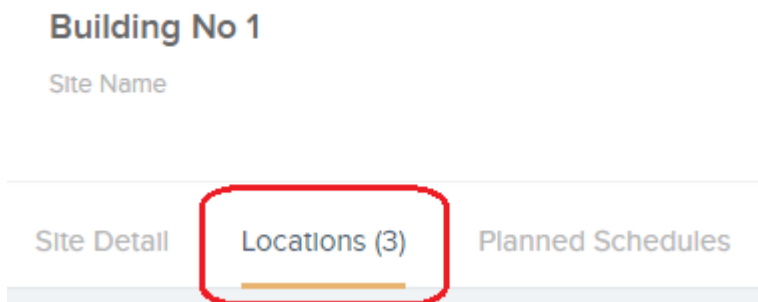 Building No 1
Site Name
Site Detail Locations (3) Planned Schedules